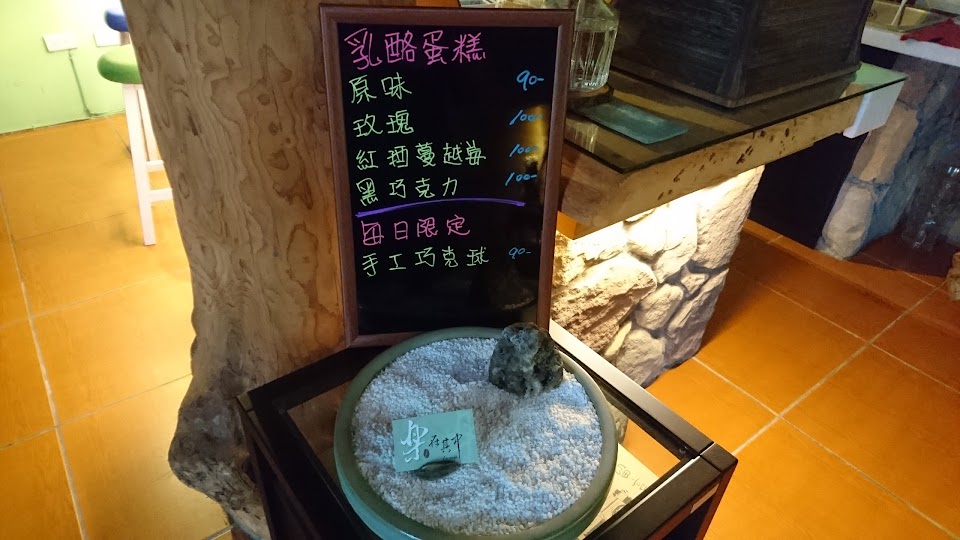 乳酪蛋糕
原味 90-
玫瑰 100-
紅酒蔓越莓 100-
黑巧克力 100-
每日限定
手工巧克球 90-
樂在其中